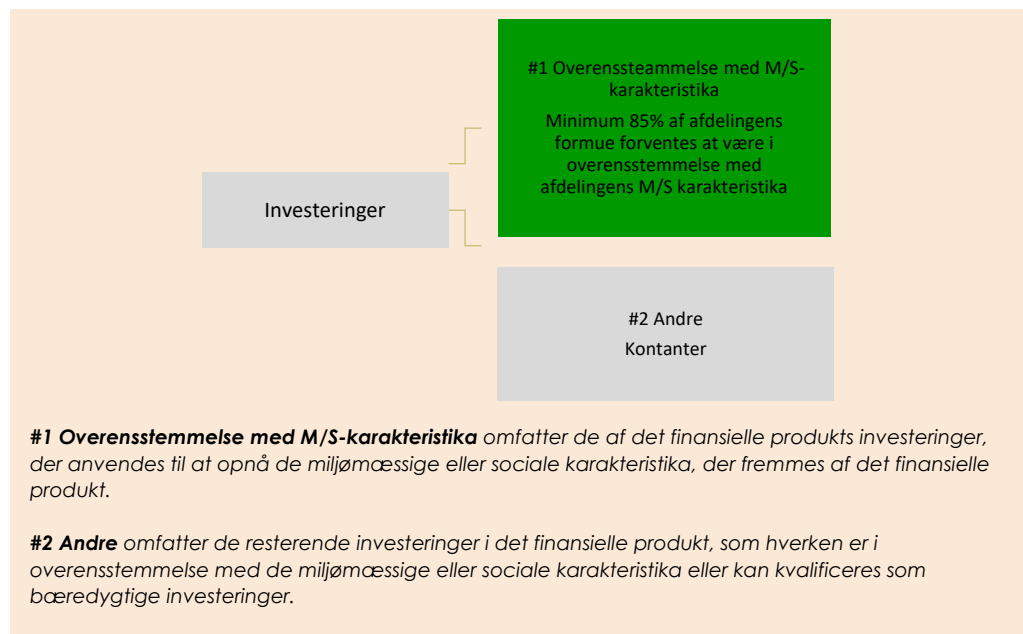 #1 Overenssteammelse med M/S-
karakteristika
Minimum 85% af afdelingens
formue forventes at være i
overensstemmelse med
afdelingens M/S karakteristika
Investeringer
#2 Andre
Kontanter
#1 Overensstemmelse med M/S-karakteristika omfatter de af det finansielle produkts investeringer,
der anvendes til at opnå de miljømæssige eller sociale karakteristika, der fremmes af det finansielle
produkt.
#2 Andre omfatter de resterende investeringer i det finansielle produkt, som hverken er i
overensstemmelse med de miljømæssige eller sociale karakteristika eller kan kvalificeres som
bæredygtige investeringer.